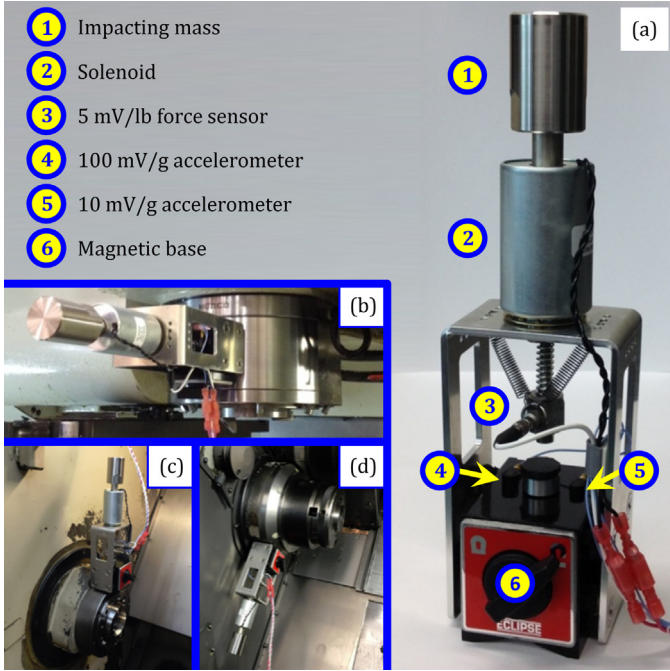 (a)
1 Impacting mass
2 Solenoid
3 5 mV/lb force sensor
4 100 mV/g accelerometer
5 10 mV/g accelerometer
6 Magnetic base
1
2
(b)
3
4
5
(c)
(d)
6
ECLIPSE